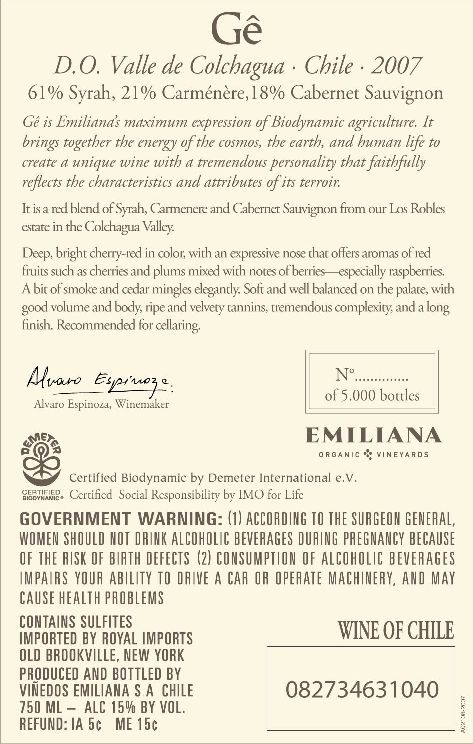 Gê
D.O. Valle de Colchagua · Chile · 2007
61% Syrah, 21% Carménère,18% Cabernet Sauvignon
Gê is Emiliana's maximum expression of Biodynamic agriculture. It
brings together the energy of the cosmos, the earth, and human life to
create a unique wine with a tremendous personality that faithfully
reflects the characteristics and attributes of its terroir.
It is a red blend of Syrah, Carmenere and Cabernet Sauvignon from our Los Robles
estate in the Colchagua Valley.
Deep, bright cherry-red in color, with an expressive nose that offers aromas of red
fruits such as cherries and plums mixed with notes of berries—especially raspberries.
A bit of smoke and cedar mingles elegantly. Soft and well balanced on the palate, with
good volume and body, ripe and velvety tannins, tremendous complexity, and a long
finish. Recommended for cellaring.
Alvaro Espinoza.
Alvaro Espinoza, Winemaker
Nº..............
of 5.000 bottles
EMILIANA
ORGANIC VINEYARDS
DEMETER
CERTIFIED
BIODYNAMIC®
Certified Biodynamic by Demeter International e.V.
Certified Social Responsibility by IMO for Life
GOVERNMENT WARNING: (1) ACCORDING TO THE SURGEON GENERAL,
WOMEN SHOULD NOT DRINK ALCOHOLIC BEVERAGES DURING PREGNANCY BECAUSE
OF THE RISK OF BIRTH DEFECTS (2) CONSUMPTION OF ALCOHOLIC BEVERAGES
IMPAIRS YOUR ABILITY TO DRIVE A CAR OR OPERATE MACHINERY, AND MAY
CAUSE HEALTH PROBLEMS
CONTAINS SULFITES
IMPORTED BY ROYAL IMPORTS
OLD BROOKVILLE, NEW YORK
PRODUCED AND BOTTLED BY
VIÑEDOS EMILIANA S A CHILE
750 ML – ALC 15% BY VOL.
REFUND: IA 5¢ ME 15¢
WINE OF CHILE
082734631040